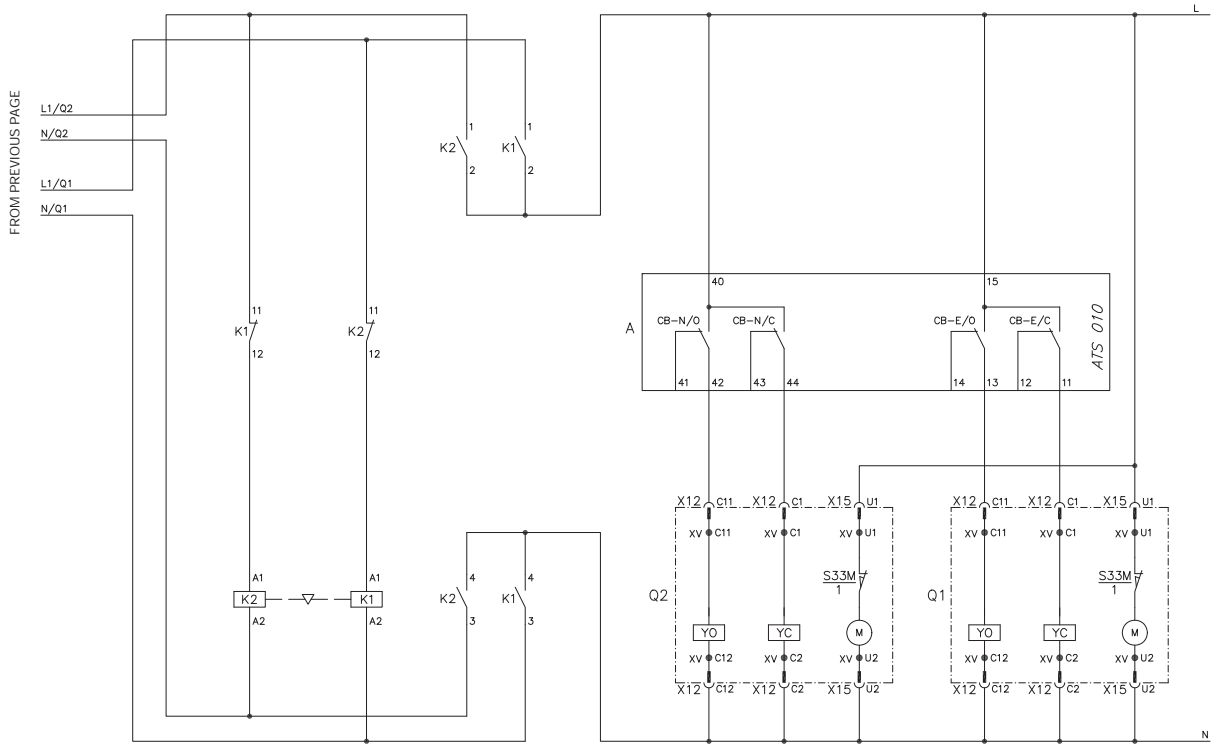 L
FROM PREVIOUS PAGE
L1/Q2
N/Q2
L1/Q1
N/Q1
1 1
K2 K1
2 2
40 15
11 11
K1 K2
12 12
A
CB-N/O CB-N/C CB-E/O CB-E/C
ATS 010
41 42 43 44 14 13 12 11
X12 C11 X12 C1 X15 U1 X12 C11 X12 C1 X15 U1
XV C11 XV C1 XV U1 XV C11 XV C1 XV U1
A1 A1 4 4
S33M S33M
1 1
K2 K1 K2 K1
Q2 Q1
A2 A2 3 3
YO YC M YO YC M
XV C12 XV C2 XV U2 XV C12 XV C2 XV U2
X12 C12 X12 C2 X15 U2 X12 C12 X12 C2 X15 U2
N